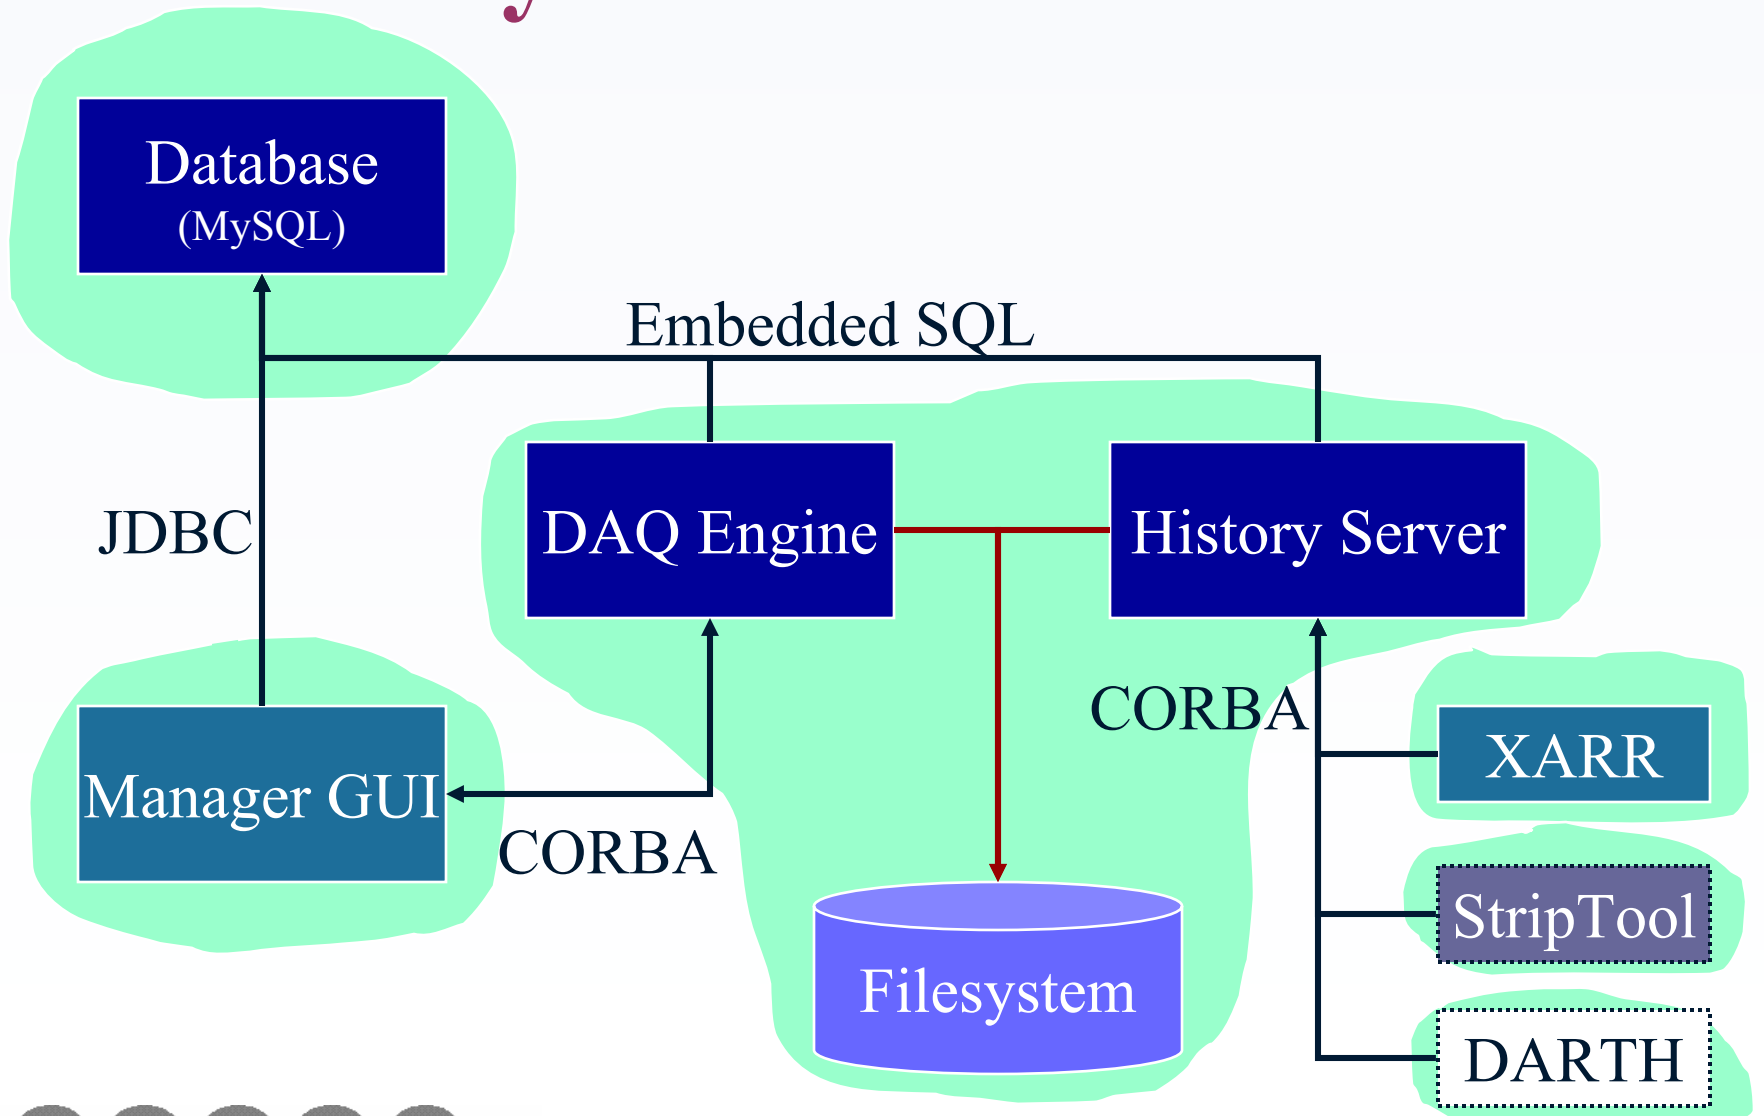 Database
(MySQL)
Embedded SQL
JDBC
DAQ Engine
History Server
CORBA
XARR
Manager GUI
CORBA
StripTool
Filesystem
DARTH